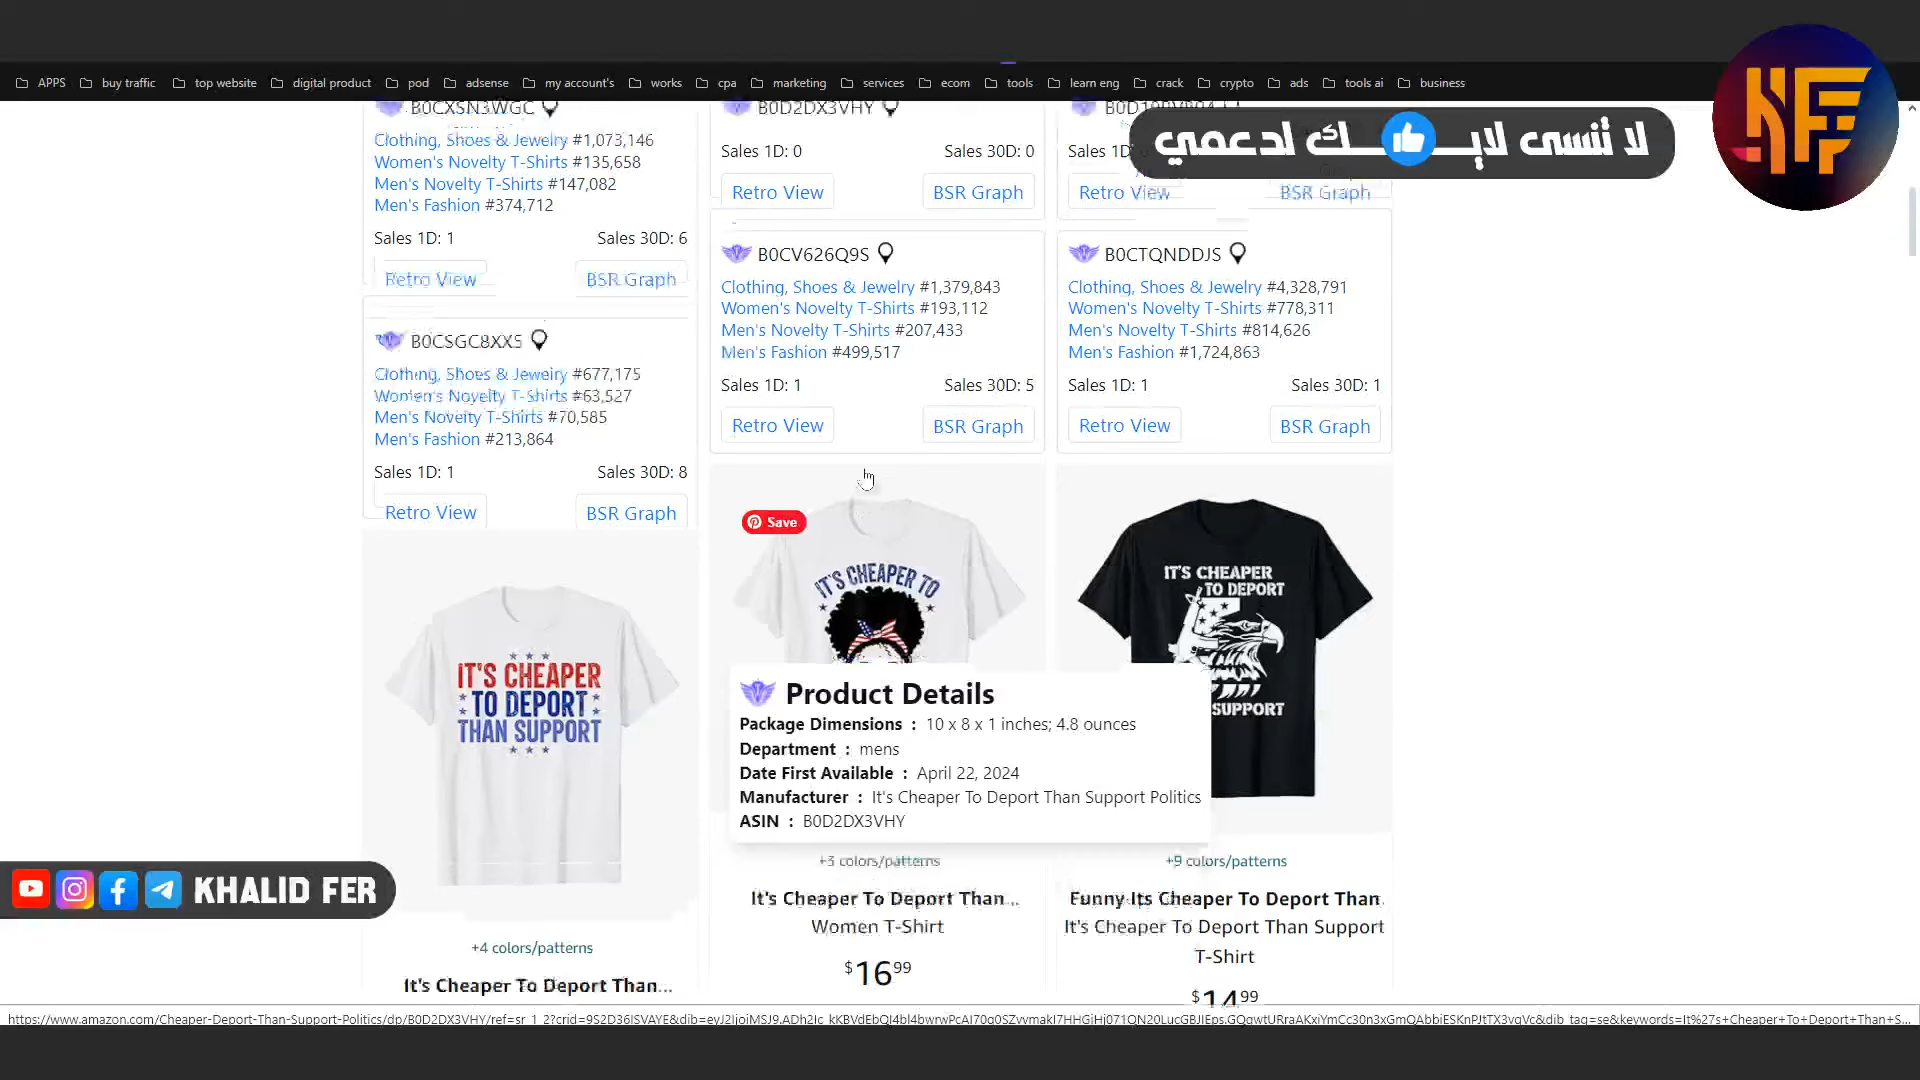 APPS buy traffic top website digital product pod adsense my account's works cpa marketing services ecom tools learn eng crack crypto ads tools ai business
لا تنسى لايـــك ادعمي
B0CXSN3WGC
Clothing, Shoes & Jewelry #1,073,146
Women's Novelty T-Shirts #135,658
Men's Novelty T-Shirts #147,082
Men's Fashion #374,712
Sales 1D: 1 Sales 30D: 6
Retro View BSR Graph
B0CSGC8XXS
Clothing, Shoes & Jewelry #677,175
Women's Novelty T-Shirts #63,527
Men's Novelty T-Shirts #70,585
Men's Fashion #213,864
Sales 1D: 1 Sales 30D: 8
Retro View BSR Graph
IT'S CHEAPER
TO DEPORT
THAN SUPPORT
+4 colors/patterns
It's Cheaper To Deport Than...
B0D2DX3VHY
Sales 1D: 0 Sales 30D: 0
Retro View BSR Graph
B0CV626Q9S
Clothing, Shoes & Jewelry #1,379,843
Women's Novelty T-Shirts #193,112
Men's Novelty T-Shirts #207,433
Men's Fashion #499,517
Sales 1D: 1 Sales 30D: 5
Retro View BSR Graph
Save
IT'S CHEAPER TO
Product Details
Package Dimensions : 10 x 8 x 1 inches; 4.8 ounces
Department : mens
Date First Available : April 22, 2024
Manufacturer : It's Cheaper To Deport Than Support Politics
ASIN : B0D2DX3VHY
+3 colors/patterns
It's Cheaper To Deport Than...
Women T-Shirt
$16.99
Sales 1D:
Retro View BSR Graph
B0CTQNDDJS
Clothing, Shoes & Jewelry #4,328,791
Women's Novelty T-Shirts #778,311
Men's Novelty T-Shirts #814,626
Men's Fashion #1,724,863
Sales 1D: 1 Sales 30D: 1
Retro View BSR Graph
IT'S CHEAPER
TO DEPORT
SUPPORT
+9 colors/patterns
Funny Its Cheaper To Deport Than
It's Cheaper To Deport Than Support
T-Shirt
$14.99
KHALID FER